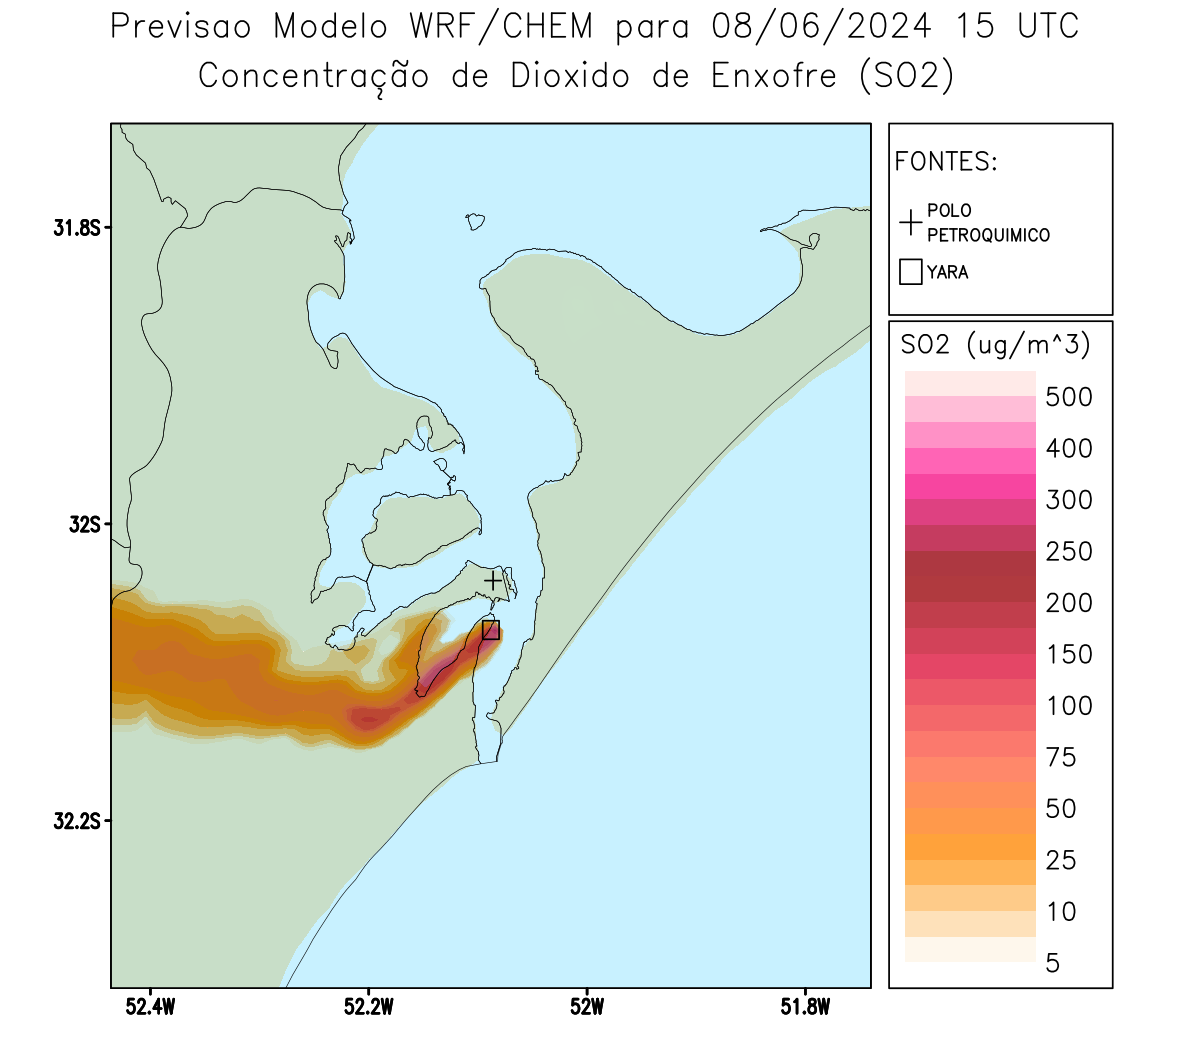 Previsao Modelo WRF/CHEM para 08/06/2024 15 UTC
Concentração de Dioxido de Enxofre (SO2)
FONTES:
POLO
PETROQUIMICO
YARA
SO2 (ug/m^3)
500
400
300
250
200
150
100
75
50
25
10
5
31.8S
32S
32.2S
52.4W
52.2W
52W
51.8W